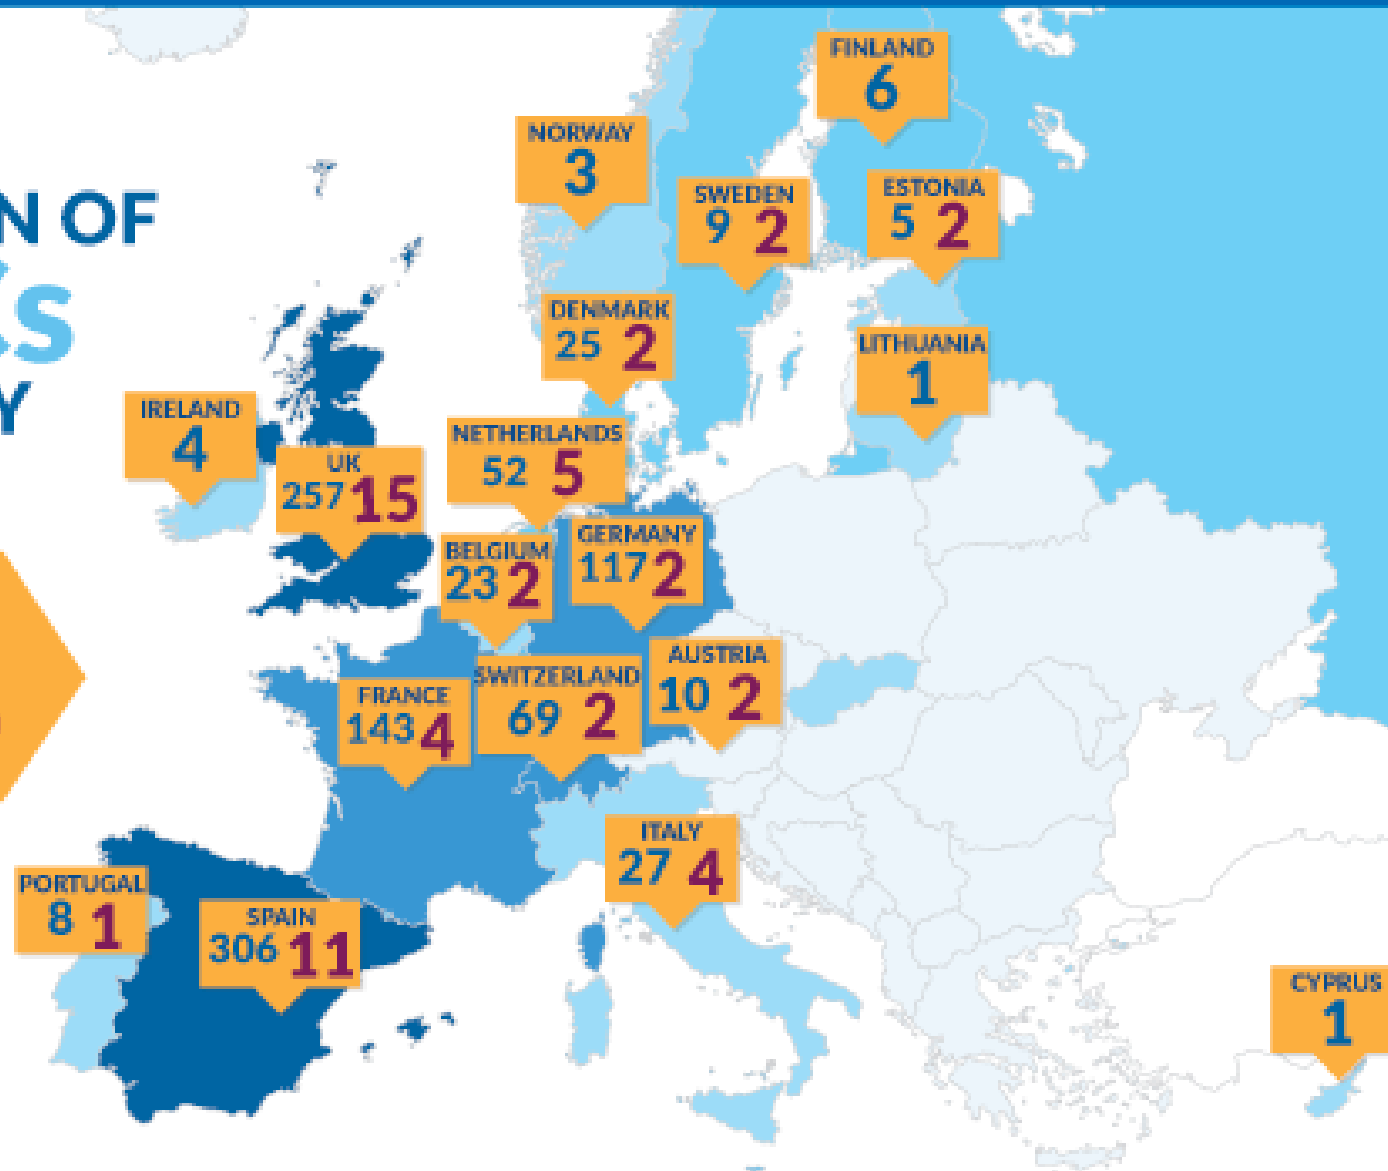 N OF
s
Y
FINLAND
6
NORWAY
3
SWEDEN
9 2
ESTONIA
5 2
DENMARK
25 2
LITHUANIA
1
IRELAND
4
UK
257 15
NETHERLANDS
52 5
BELGIUM
23 2
GERMANY
117 2
FRANCE
143 4
SWITZERLAND
69 2
AUSTRIA
10 2
ITALY
27 4
PORTUGAL
8 1
SPAIN
306 11
CYPRUS
1